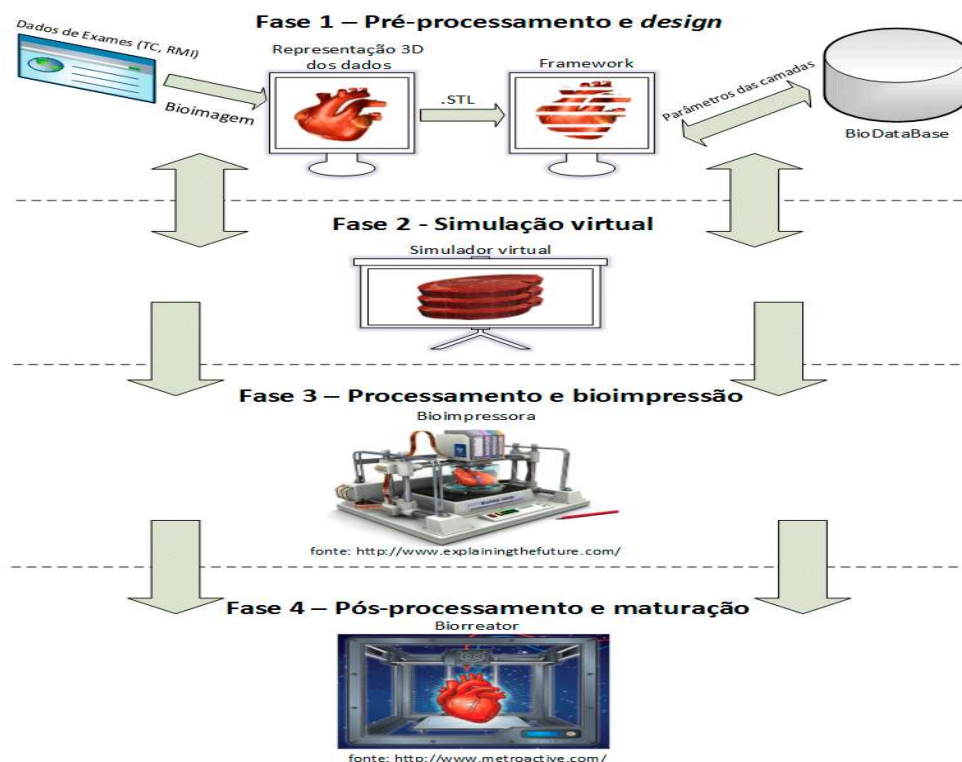 Fase 1 – Pré-processamento e design
Dados de Exames (TC, RMI)
Bioimagem
Representação 3D
dos dados
.STL
Framework
Parâmetros das camadas
BioDataBase
Fase 2 - Simulação virtual
Simulador virtual
Fase 3 – Processamento e bioimpressão
Bioimpressora
fonte: http://www.explainingthefuture.com/
Fase 4 – Pós-processamento e maturação
Biorreator
fonte: http://www.metroactive.com/